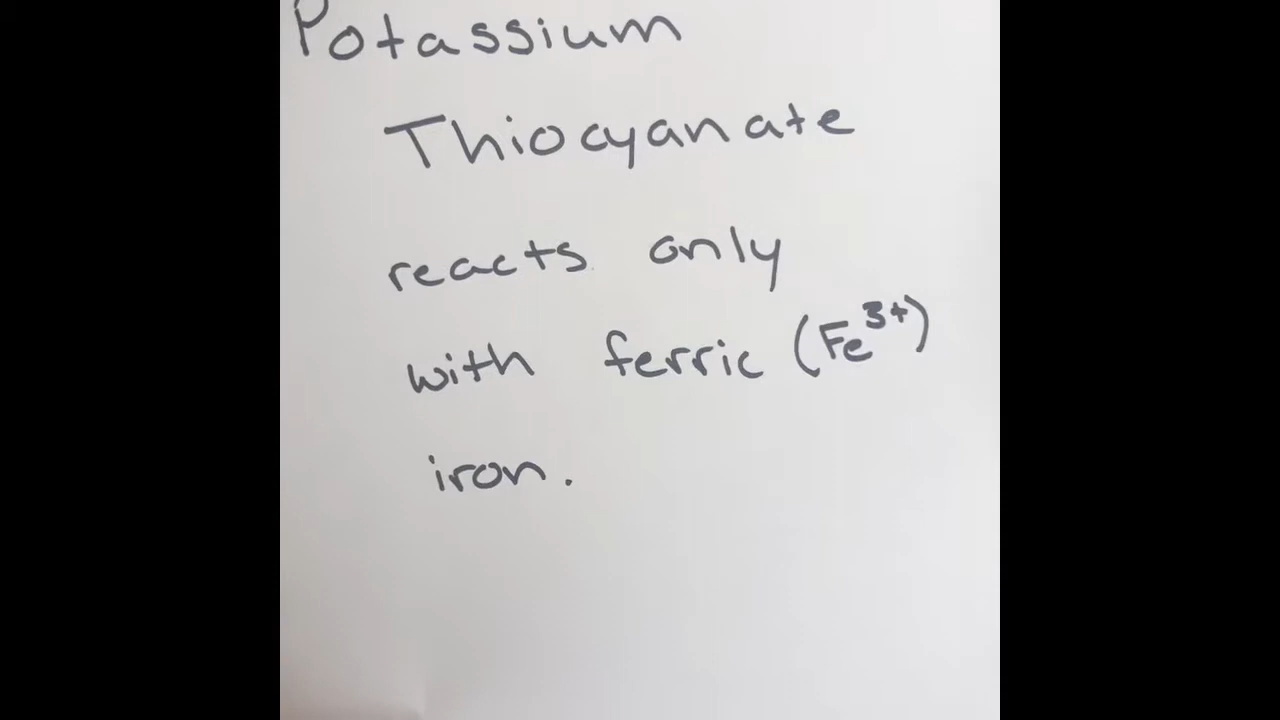 Potassium
Thiocyanate
reacts only
with ferric (Fe³⁺)
iron.